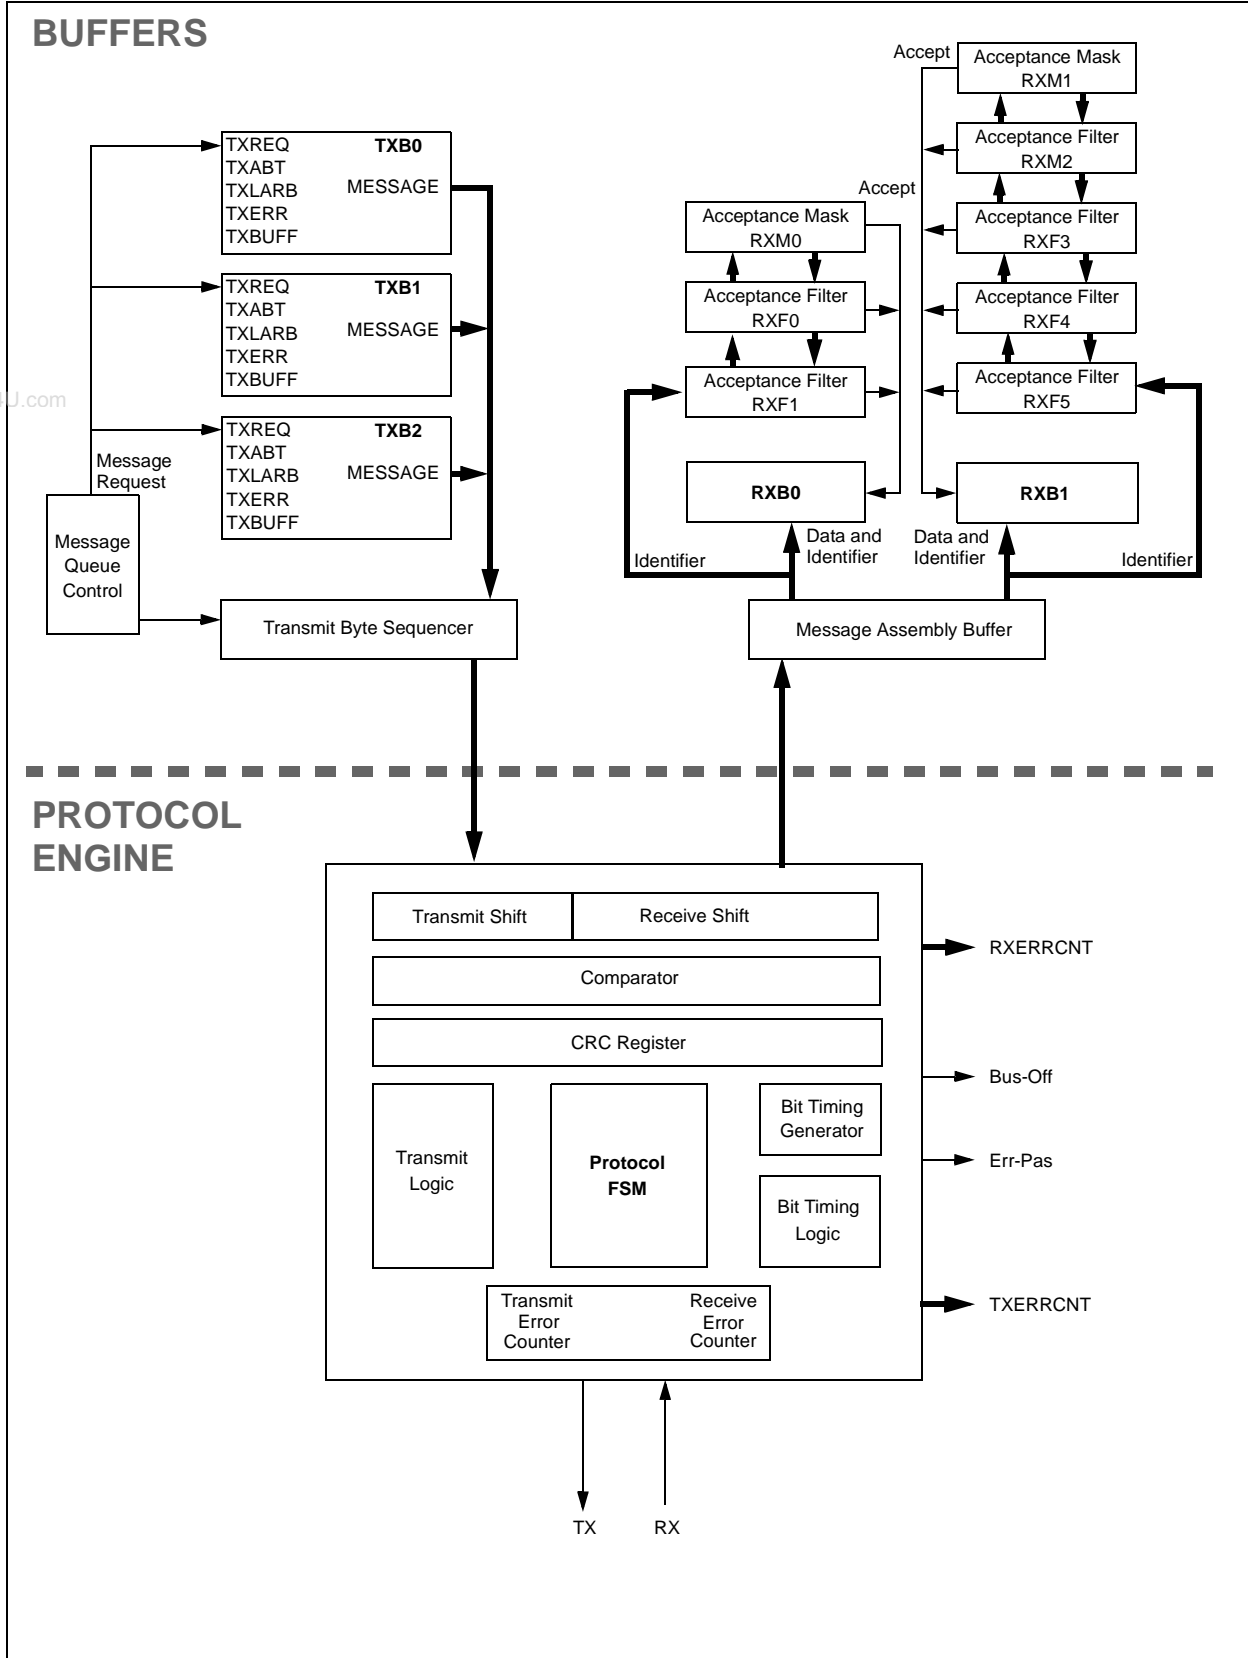 BUFFERS
Accept
Acceptance Mask
RXM1
Acceptance Filter
RXM2
Accept
Acceptance Filter
RXF3
Acceptance Filter
RXF4
Acceptance Filter
RXF5
Acceptance Mask
RXM0
Acceptance Filter
RXF0
Acceptance Filter
RXF1
TXREQ TXB0
TXABT
TXLARB MESSAGE
TXERR
TXBUFF
TXREQ TXB1
TXABT
TXLARB MESSAGE
TXERR
TXBUFF
4U.com
TXREQ TXB2
TXABT
TXLARB MESSAGE
TXERR
TXBUFF
Message
Request
Message
Queue
Control
Transmit Byte Sequencer
RXB0
RXB1
Data and
Identifier
Data and
Identifier
Identifier
Identifier
Message Assembly Buffer
PROTOCOL
ENGINE
Transmit Shift
Receive Shift
Comparator
CRC Register
Transmit
Logic
Protocol
FSM
Bit Timing
Generator
Bit Timing
Logic
Transmit
Error
Counter
Receive
Error
Counter
RXERRCNT
Bus-Off
Err-Pas
TXERRCNT
TX
RX